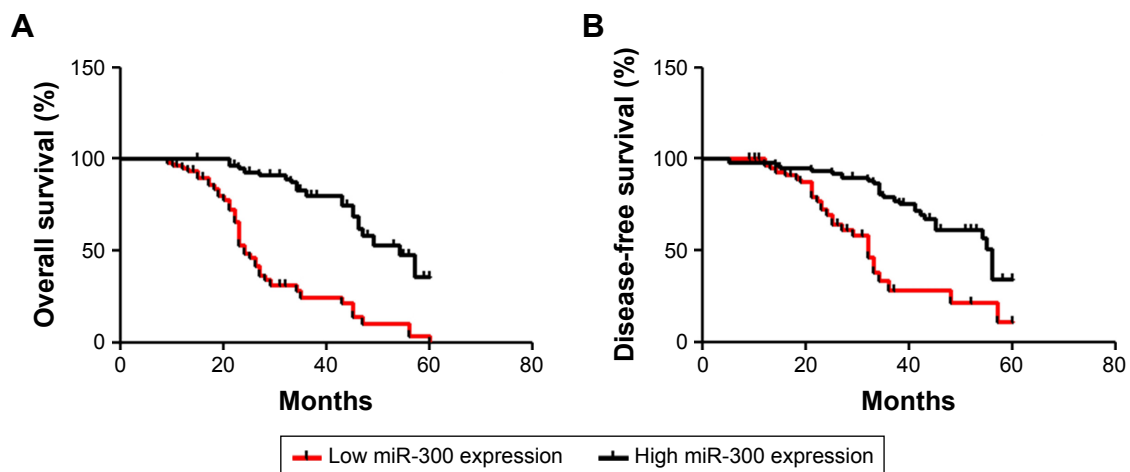 A
Overall survival (%)
150
100
50
0
0 20 40 60 80
Months
B
Disease-free survival (%)
150
100
50
0
0 20 40 60 80
Months
Low miR-300 expression High miR-300 expression